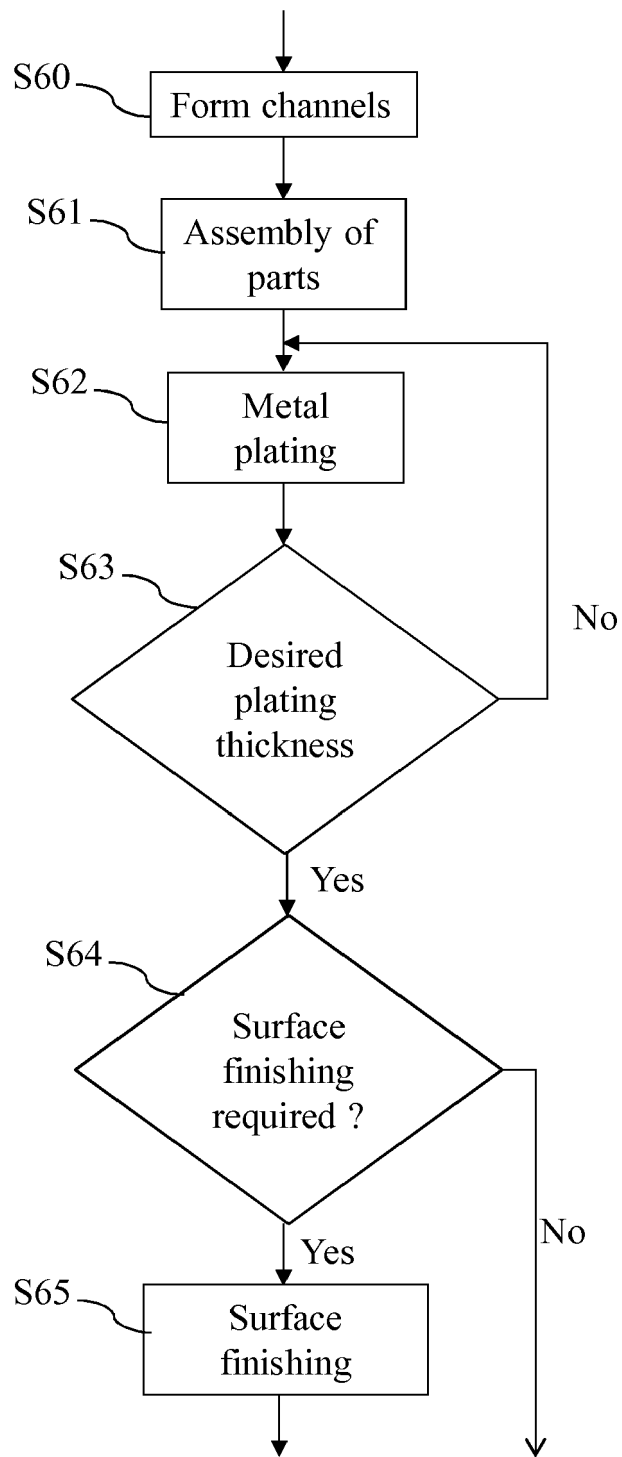 S60
Form channels
S61
Assembly of
parts
S62
Metal
plating
S63
Desired
plating
thickness
No
Yes
S64
Surface
finishing
required ?
No
Yes
S65
Surface
finishing